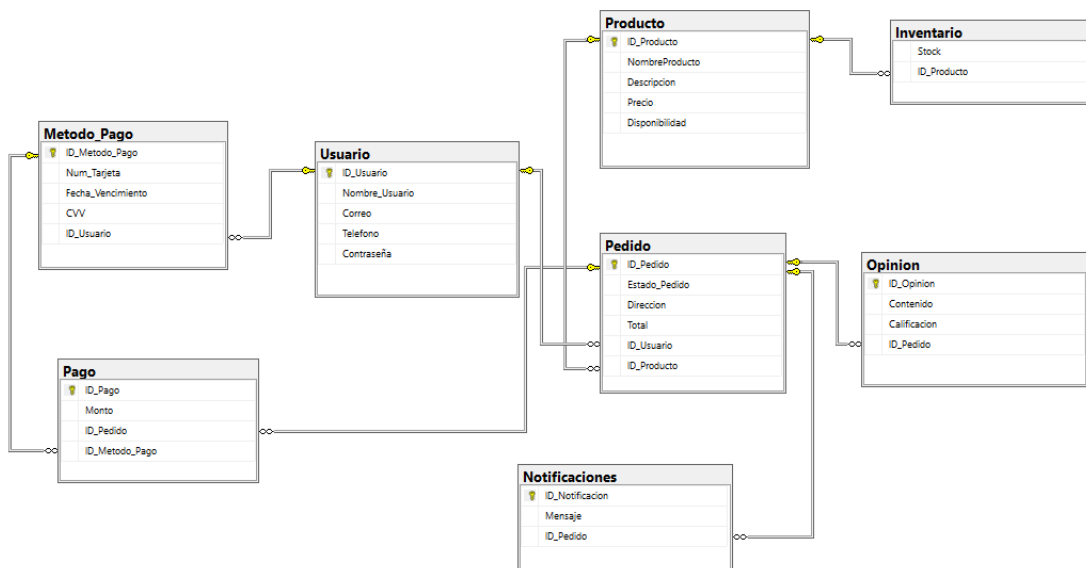 Producto
ID_Producto
NombreProducto
Descripcion
Precio
Disponibilidad
Inventario
Stock
ID_Producto
Metodo_Pago
ID_Metodo_Pago
Num_Tarjeta
Fecha_Vencimiento
CVV
ID_Usuario
Usuario
ID_Usuario
Nombre_Usuario
Correo
Telefono
Contraseña
Pedido
ID_Pedido
Estado_Pedido
Direccion
Total
ID_Usuario
ID_Producto
Opinion
ID_Opinion
Contenido
Calificacion
ID_Pedido
Pago
ID_Pago
Monto
ID_Pedido
ID_Metodo_Pago
Notificaciones
ID_Notificacion
Mensaje
ID_Pedido